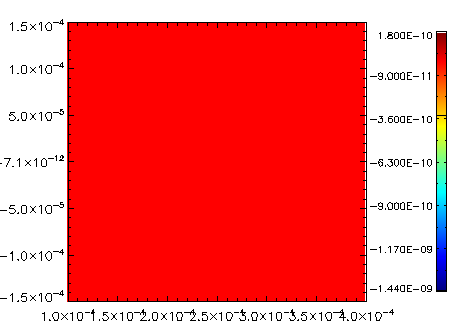 1.5×10⁻⁴
1.0×10⁻⁴
5.0×10⁻⁵
-7.1×10⁻¹²
-5.0×10⁻⁵
-1.0×10⁻⁴
-1.5×10⁻⁴
1.0×10⁻⁴ 1.5×10⁻⁴ 2.0×10⁻⁴ 2.5×10⁻⁴ 3.0×10⁻⁴ 3.5×10⁻⁴ 4.0×10⁻⁴
1.800E-10
-9.000E-11
-3.600E-10
-6.300E-10
-9.000E-10
-1.170E-09
-1.440E-09